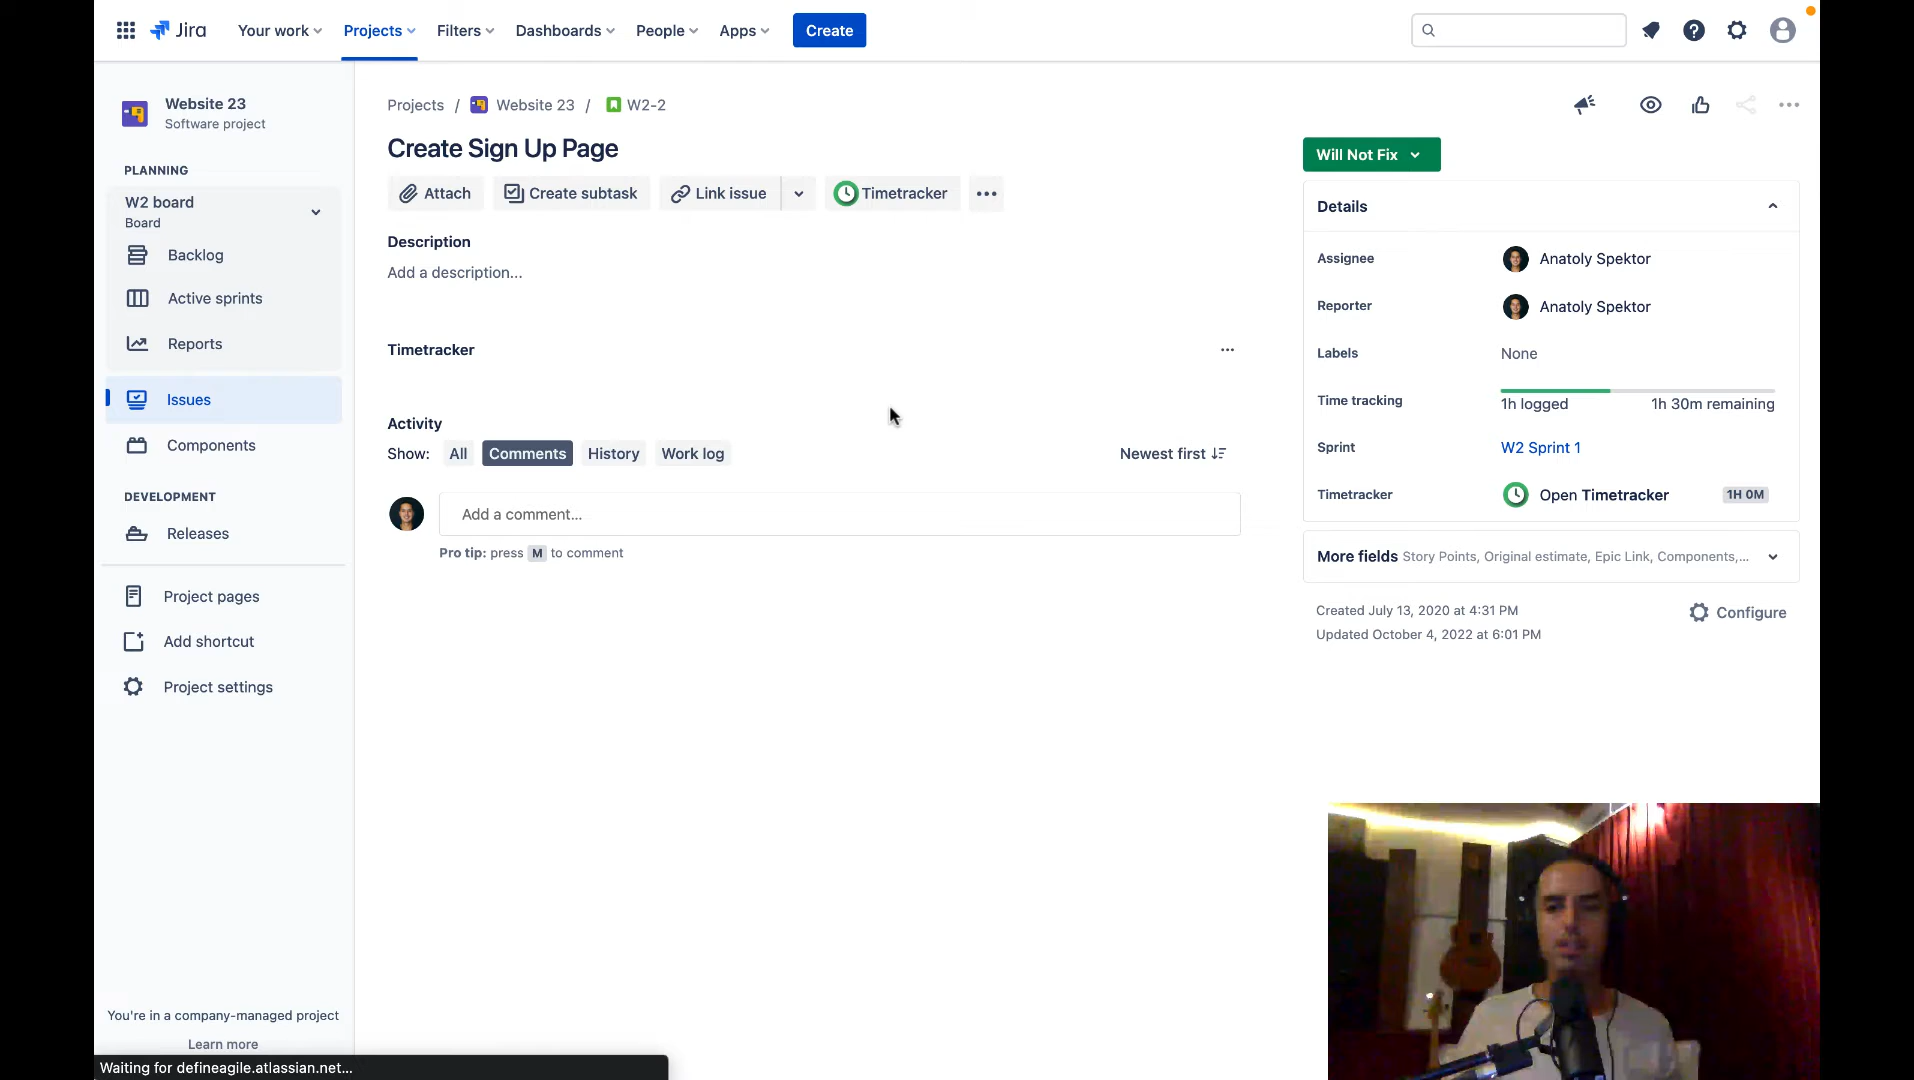 Jira
Your work
Projects
Filters
Dashboards
People
Apps
Create
Website 23
Software project
PLANNING
W2 board
Board
Backlog
Active sprints
Reports
Issues
Components
DEVELOPMENT
Releases
Project pages
Add shortcut
Project settings
You're in a company-managed project
Learn more
Waiting for defineagile.atlassian.net...
Projects / Website 23 / W2-2
Create Sign Up Page
Attach
Create subtask
Link issue
Timetracker
Description
Add a description...
Timetracker
Activity
Show: All Comments History Work log
Newest first
Add a comment...
Pro tip: press M to comment
Will Not Fix
Details
Assignee
Anatoly Spektor
Reporter
Anatoly Spektor
Labels
None
Time tracking
1h logged
1h 30m remaining
Sprint
W2 Sprint 1
Timetracker
Open Timetracker
1H 0M
More fields Story Points, Original estimate, Epic Link, Components,...
Created July 13, 2020 at 4:31 PM
Updated October 4, 2022 at 6:01 PM
Configure